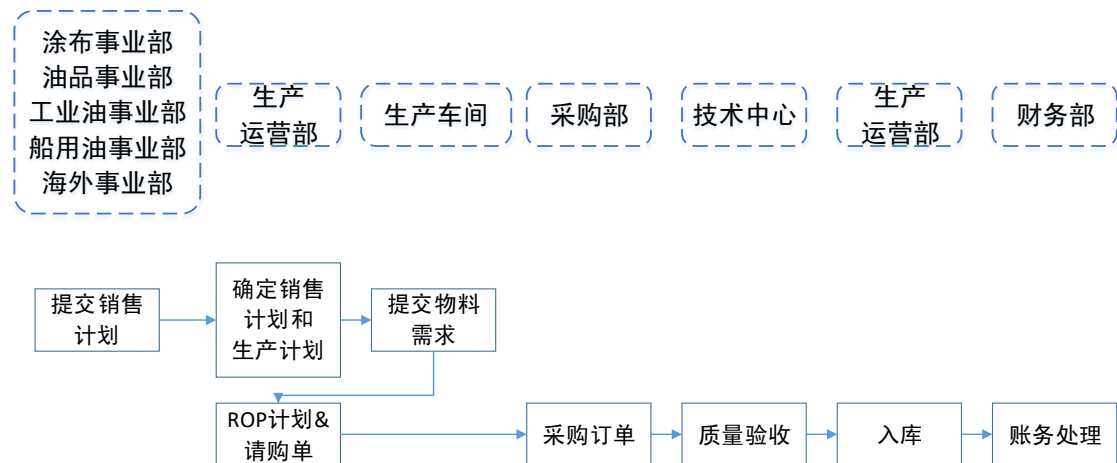 涂布事业部
油品事业部
工业油事业部
船用油事业部
海外事业部
生产
运营部
生产车间
采购部
技术中心
生产
运营部
财务部
提交销售
计划
确定销售
计划和
生产计划
提交物料
需求
ROP计划&
请购单
采购订单
质量验收
入库
账务处理